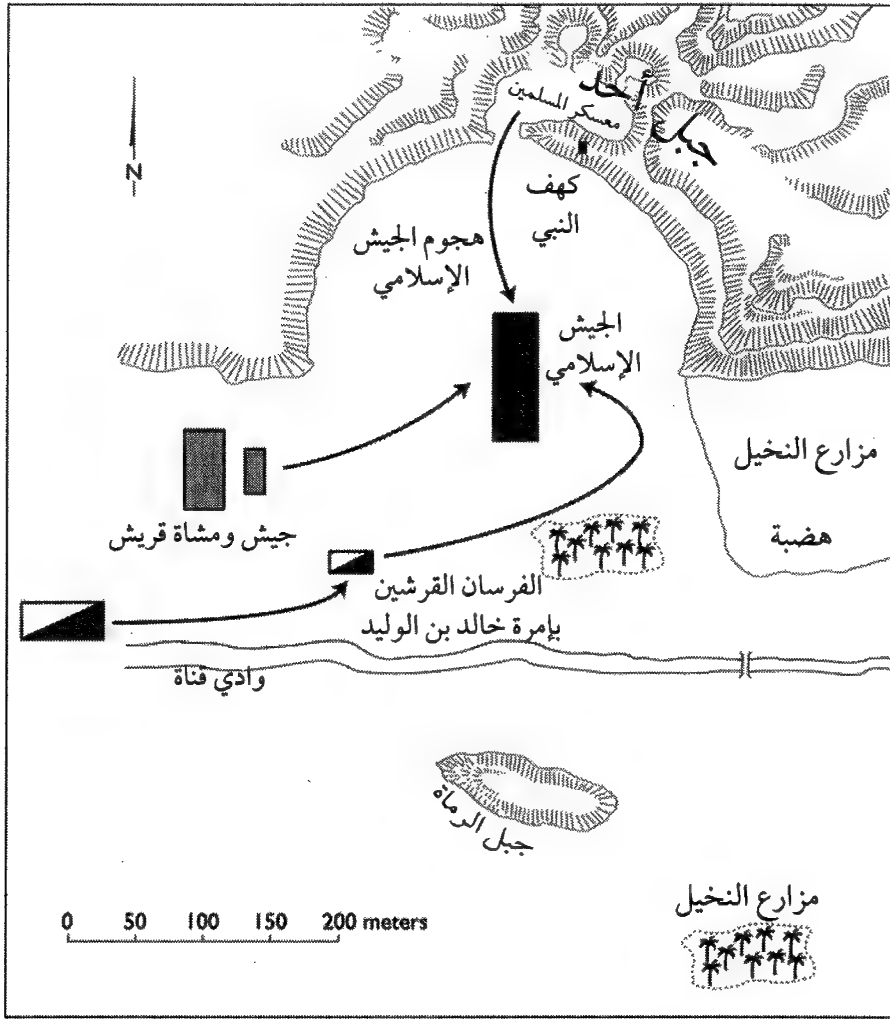 جبل أحد
معسكر المسلمين
N
كهف
النبي
هجوم الجيش
الإسلامي
الجيش
الإسلامي
مزارع النخيل
هضبة
جيش ومشاة قريش
الفرسان القرشين
بإمرة خالد بن الوليد
وادي قناة
جبل الرماة
مزارع النخيل
0 50 100 150 200 meters